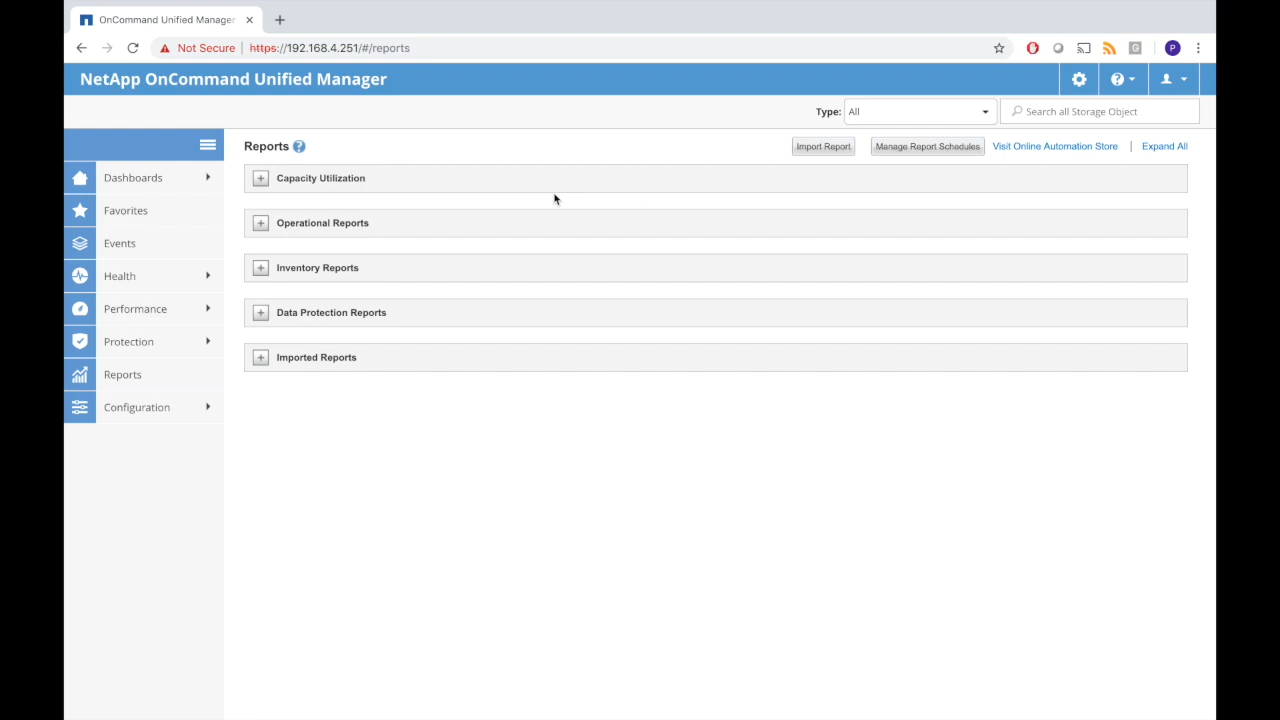 OnCommand Unified Manager
Not Secure | https://192.168.4.251/#/reports
P
NetApp OnCommand Unified Manager
Type: All
Search all Storage Object
Dashboards
Favorites
Events
Health
Performance
Protection
Reports
Configuration
Reports
Import Report
Manage Report Schedules
Visit Online Automation Store | Expand All
Capacity Utilization
Operational Reports
Inventory Reports
Data Protection Reports
Imported Reports